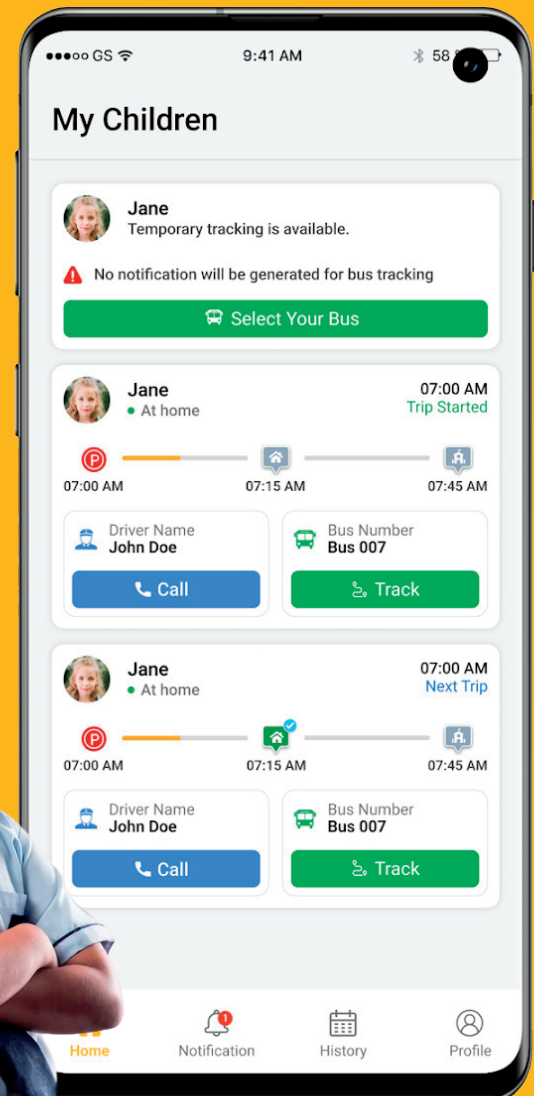 GS 9:41 AM 58
My Children
Jane
Temporary tracking is available.
No notification will be generated for bus tracking
Select Your Bus
Jane 07:00 AM
At home Trip Started
P
07:00 AM 07:15 AM 07:45 AM
Driver Name Bus Number
John Doe Bus 007
Call Track
Jane 07:00 AM
At home Next Trip
P
07:00 AM 07:15 AM 07:45 AM
Driver Name Bus Number
John Doe Bus 007
Call Track
1
Home Notification History Profile